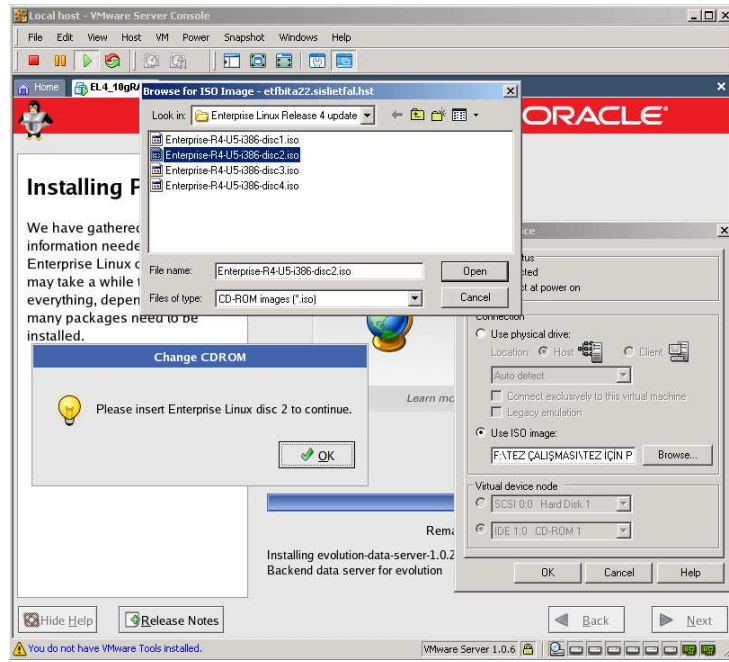 Local host - VMware Server Console
File Edit View Host VM Power Snapshot Windows Help
Home
Browse for ISO Image - etfbita22.sislietfal.hst
Look in: Enterprise Linux Release 4 update
ORACLE
Enterprise-R4-U5-i386-disc1.iso
Enterprise-R4-U5-i386-disc2.iso
Enterprise-R4-U5-i386-disc3.iso
Enterprise-R4-U5-i386-disc4.iso
File name: Enterprise-R4-U5-i386-disc2.iso Open
Files of type: CD-ROM images (*.iso) Cancel
Installing
We have gathered
information neede
Enterprise Linux
may take a while
everything, depen
many packages need to be
installed.
Change CDROM
Please insert Enterprise Linux disc 2 to continue.
OK
Learn mo
at power on
Connection
Use physical drive:
Location: Host Client
Auto detect
Connect exclusively to this virtual machine
Legacy emulation
Use ISO image:
F:\TEZ ÇALIŞMASI\TEZ İÇİN P Browse...
Virtual device node
SCSI 0:0 Hard Disk 1
IDE 1:0 CD-ROM 1
OK Cancel Help
Rema
Installing evolution-data-server-1.0.2
Backend data server for evolution
Hide Help Release Notes Back Next
You do not have VMware Tools installed. VMware Server 1.0.6